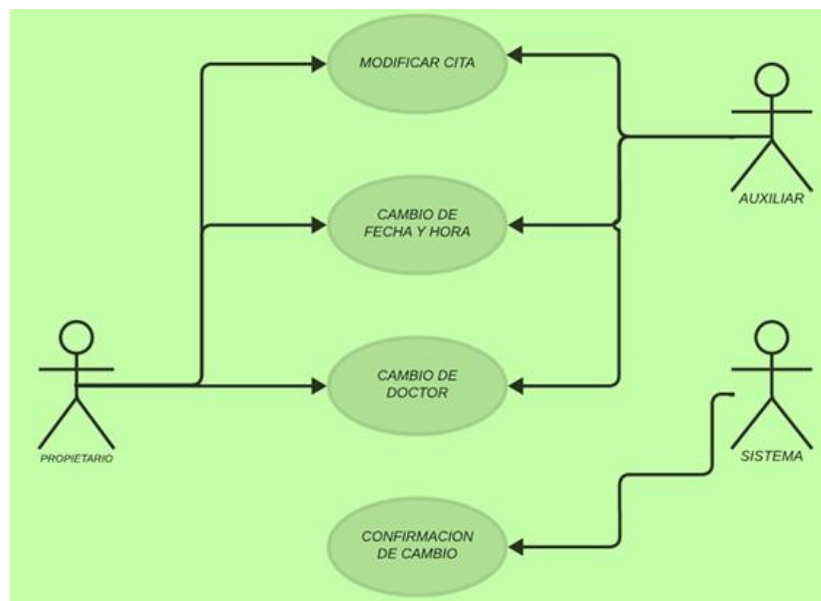 MODIFICAR CITA
AUXILIAR
CAMBIO DE
FECHA Y HORA
CAMBIO DE
DOCTOR
PROPIETARIO
SISTEMA
CONFIRMACION
DE CAMBIO